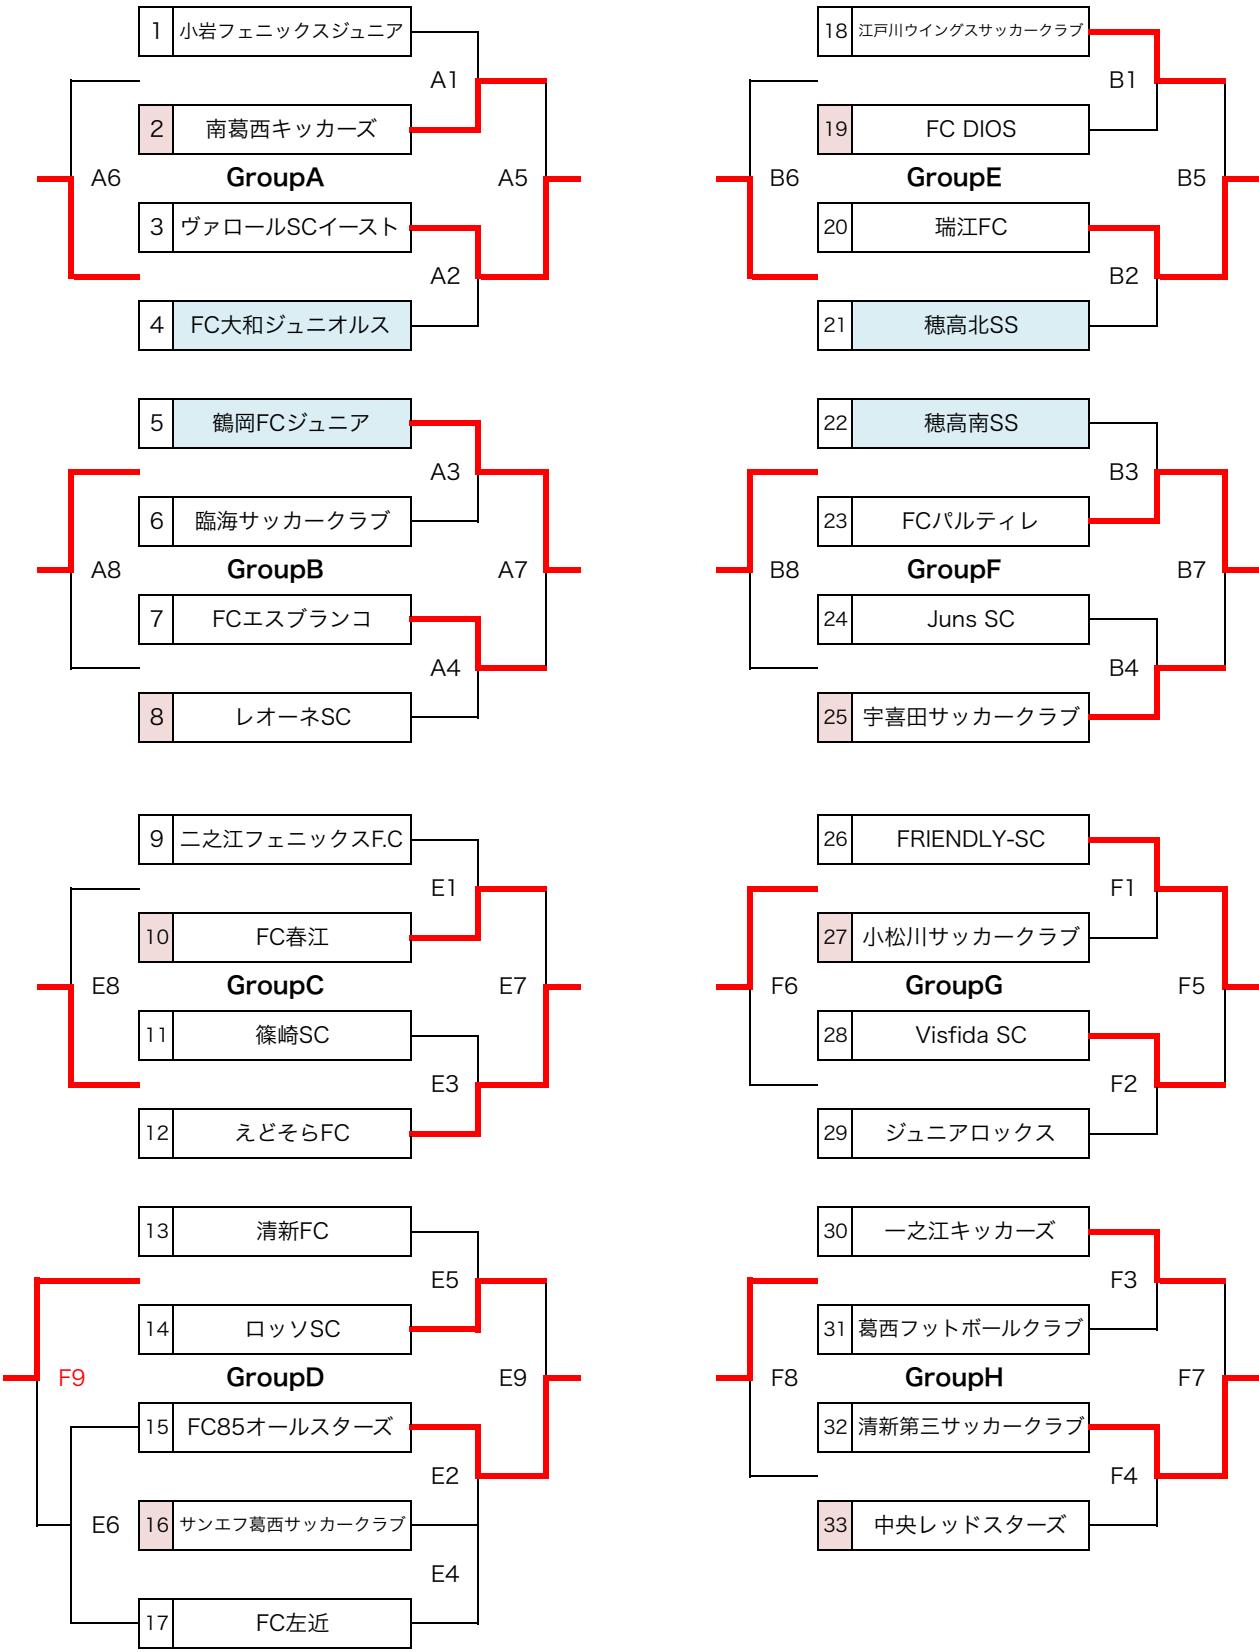 1 小岩フェニックスジュニア
A1
2 南葛西キッカーズ
A6 GroupA A5
3 ヴァロールSCイースト
A2
4 FC大和ジュニオルス
5 鶴岡FCジュニア
A3
6 臨海サッカークラブ
A8 GroupB A7
7 FCエスブランコ
A4
8 レオーネSC
9 二之江フェニックスF.C
E1
10 FC春江
E8 GroupC E7
11 篠崎SC
E3
12 えどそらFC
13 清新FC
E5
14 ロッソSC
F9 GroupD E9
15 FC85オールスターズ
E2
E6 16 サンエフ葛西サッカークラブ
E4
17 FC左近
18 江戸川ウイングスサッカークラブ
B1
19 FC DIOS
B6 GroupE B5
20 瑞江FC
B2
21 穂高北SS
22 穂高南SS
B3
23 FCパルティレ
B8 GroupF B7
24 Juns SC
B4
25 宇喜田サッカークラブ
26 FRIENDLY-SC
F1
27 小松川サッカークラブ
F6 GroupG F5
28 Visfida SC
F2
29 ジュニアロックス
30 一之江キッカーズ
F3
31 葛西フットボールクラブ
F8 GroupH F7
32 清新第三サッカークラブ
F4
33 中央レッドスターズ